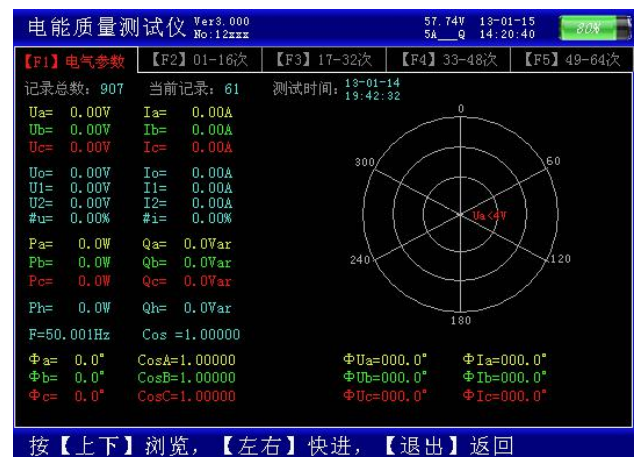 电能质量测试仪 Ver3.000 No:12xxx 57.74V 13-01-15 5A__Q 14:20:40 80%
【F1】电气参数 【F2】01-16次 【F3】17-32次 【F4】33-48次 【F5】49-64次
记录总数: 907 当前记录: 61 测试时间: 13-01-14 19:42:32
Ua= 0.00V Ia= 0.00A
Ub= 0.00V Ib= 0.00A
Uc= 0.00V Ic= 0.00A
Uo= 0.00V Io= 0.00A
U1= 0.00V I1= 0.00A
U2= 0.00V I2= 0.00A
#u= 0.00% #i= 0.00%
Pa= 0.0W Qa= 0.0Var
Pb= 0.0W Qb= 0.0Var
Pc= 0.0W Qc= 0.0Var
Ph= 0.0W Qh= 0.0Var
F=50.001Hz Cos =1.00000
0
300 60
Ua<4V
240 120
180
Φa= 0.0° CosA=1.00000 ΦUa=000.0° ΦIa=000.0°
Φb= 0.0° CosB=1.00000 ΦUb=000.0° ΦIb=000.0°
Φc= 0.0° CosC=1.00000 ΦUc=000.0° ΦIc=000.0°
按【上下】浏览, 【左右】快进, 【退出】返回